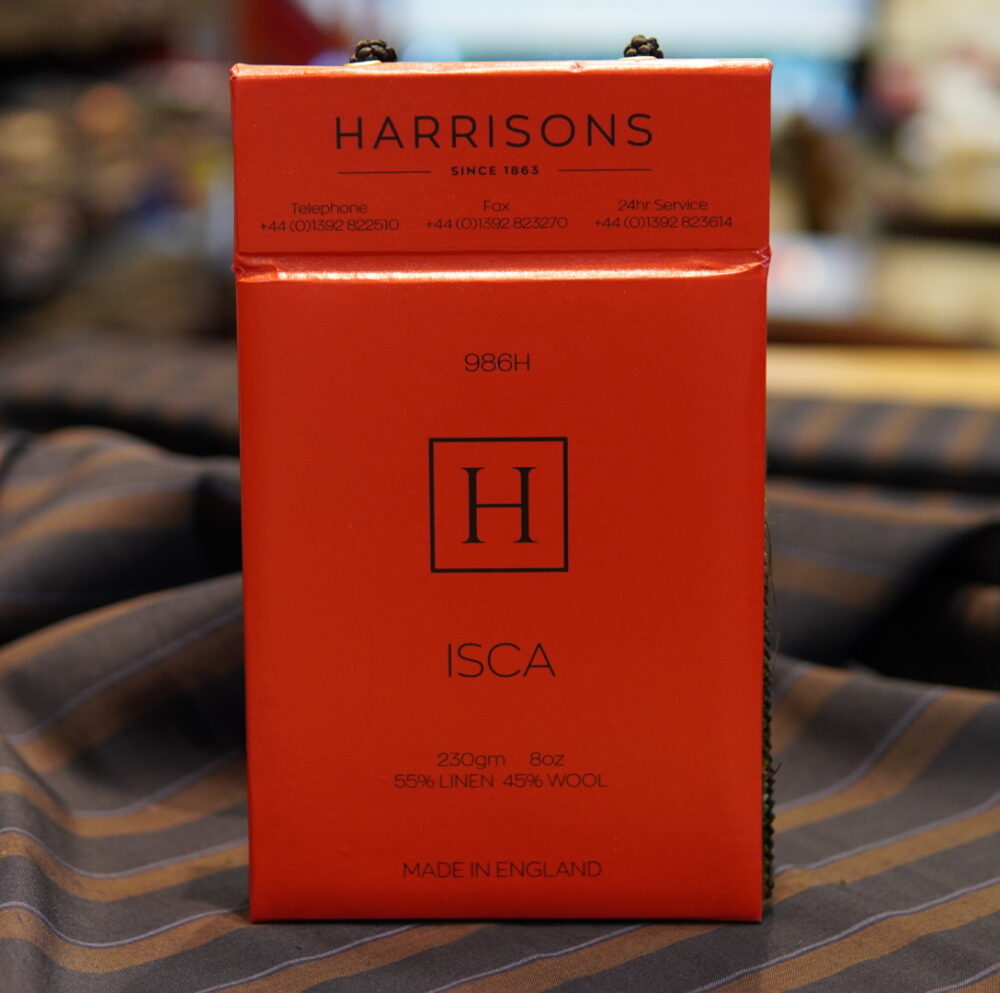 HARRISONS
SINCE 1863
Telephone Fax 24hr Service
+44 (0)1392 822510 +44 (0)1392 823270 +44 (0)1392 823614
986H
H
ISCA
230gm 8oz
55% LINEN 45% WOOL
MADE IN ENGLAND